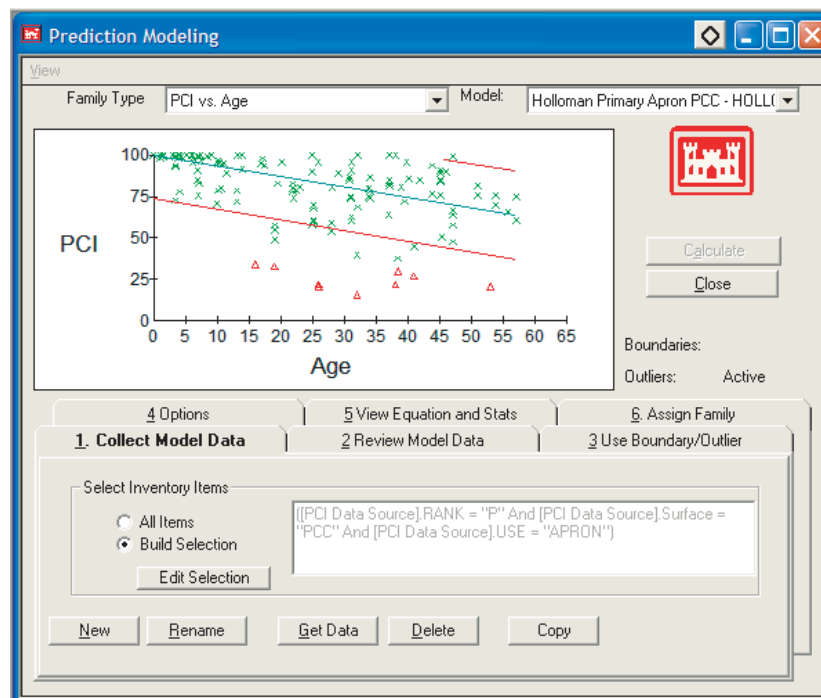 Prediction Modeling
View
Family Type PCI vs. Age Model: Holloman Primary Apron PCC - HOLL(
100
75
PCI
50
25
0
0 5 10 15 20 25 30 35 40 45 50 55 60 65
Age
Calculate
Close
Boundaries:
Outliers: Active
4 Options 5 View Equation and Stats 6. Assign Family
1. Collect Model Data 2 Review Model Data 3 Use Boundary/Outlier
Select Inventory Items
All Items
Build Selection
Edit Selection
([PCI Data Source].RANK = "P" And [PCI Data Source].Surface =
"PCC" And [PCI Data Source].USE = "APRON")
New Rename Get Data Delete Copy